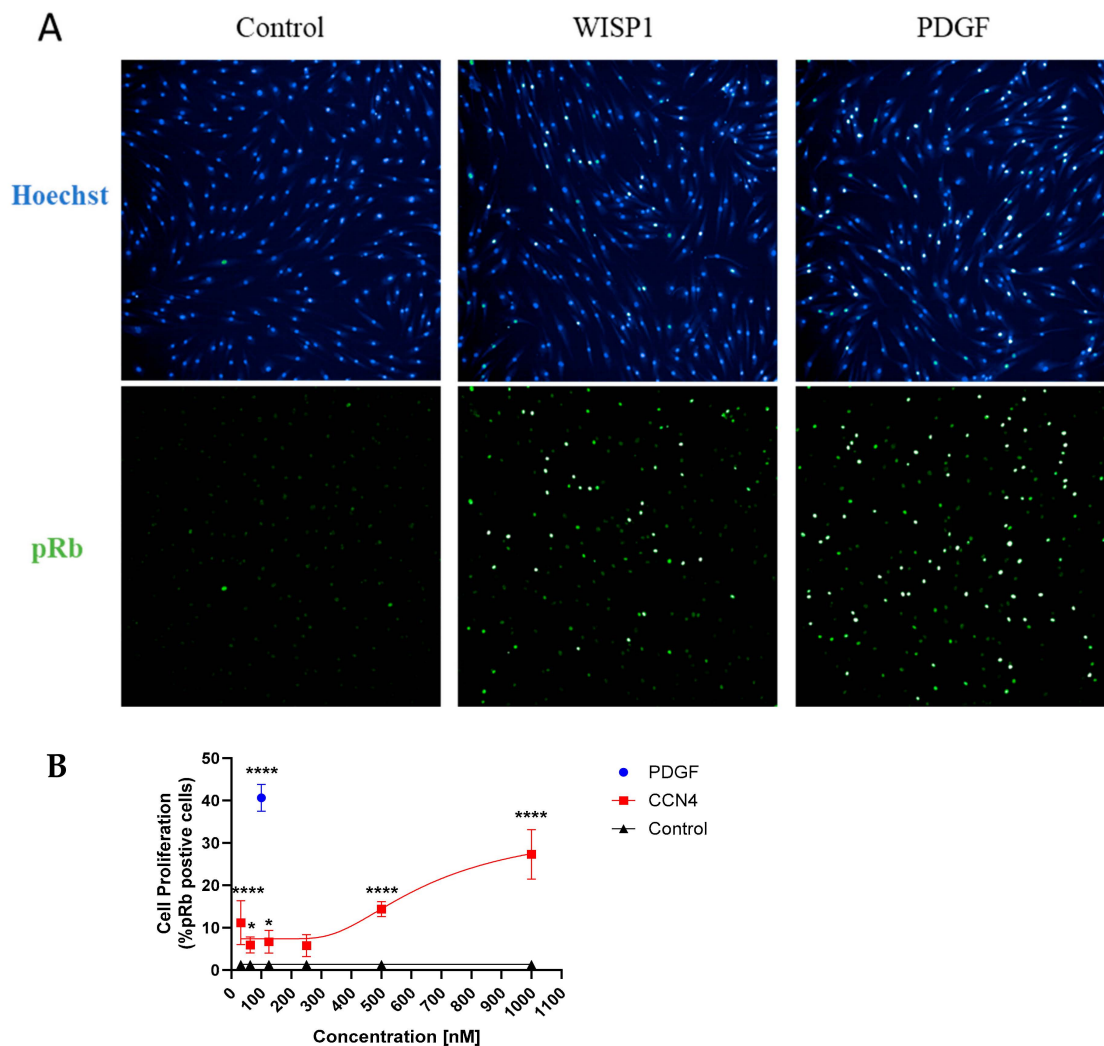 A
Control
WISP1
PDGF
Hoechst
pRb
B
Cell Proliferation
(%pRb postive cells)
50
40
30
20
10
0
****
****
*
*
****
****
0
100
200
300
400
500
600
700
800
900
1000
1100
Concentration [nM]
PDGF
CCN4
Control